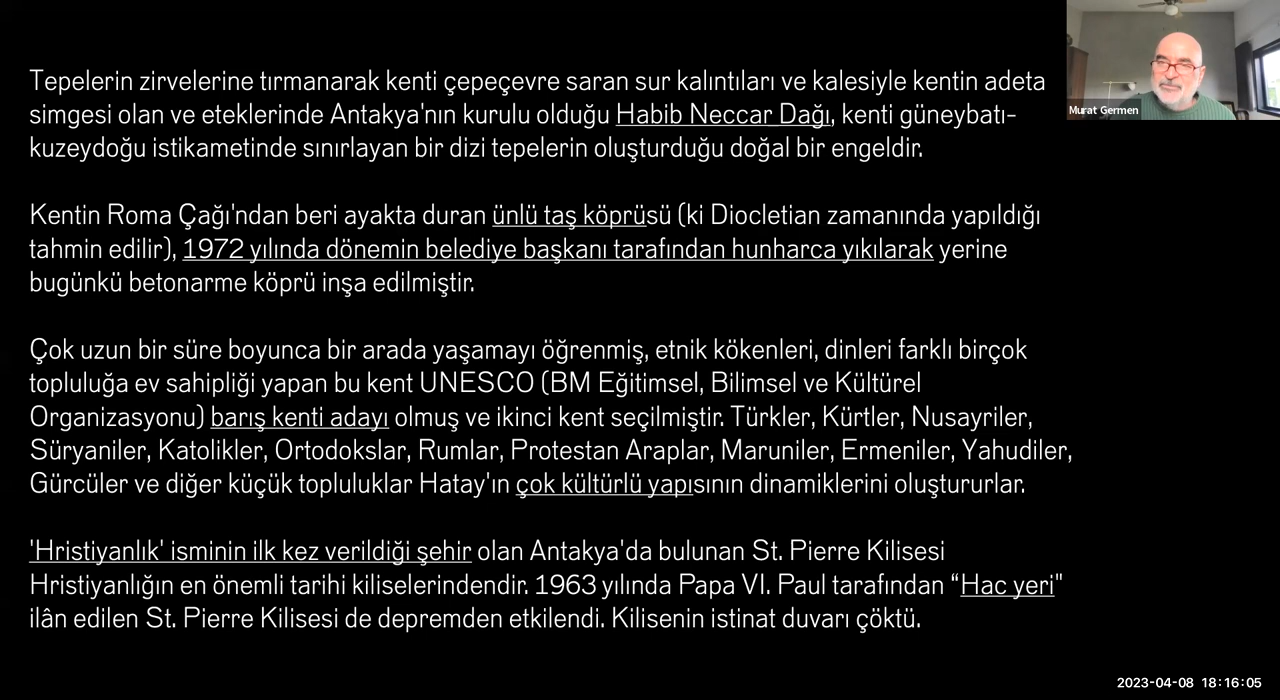 Tepelerin zirvelerine tırmanarak kenti çepeçevre saran sur kalıntıları ve kalesiyle kentin adeta
simgesi olan ve eteklerinde Antakya'nın kurulu olduğu Habib Neccar Dağı, kenti güneybatı-
kuzeydoğu istikametinde sınırlayan bir dizi tepelerin oluşturduğu doğal bir engeldir.
Kentin Roma Çağı'ndan beri ayakta duran ünlü taş köprüsü (ki Diocletian zamanında yapıldığı
tahmin edilir), 1972 yılında dönemin belediye başkanı tarafından hunharca yıkılarak yerine
bugünkü betonarme köprü inşa edilmiştir.
Çok uzun bir süre boyunca bir arada yaşamayı öğrenmiş, etnik kökenleri, dinleri farklı birçok
topluluğa ev sahipliği yapan bu kent UNESCO (BM Eğitimsel, Bilimsel ve Kültürel
Organizasyonu) barış kenti adayı olmuş ve ikinci kent seçilmiştir. Türkler, Kürtler, Nusayriler,
Süryaniler, Katolikler, Ortodokslar, Rumlar, Protestan Araplar, Maruniler, Ermeniler, Yahudiler,
Gürcüler ve diğer küçük topluluklar Hatay'ın çok kültürlü yapısının dinamiklerini oluştururlar.
'Hristiyanlık' isminin ilk kez verildiği şehir olan Antakya'da bulunan St. Pierre Kilisesi
Hristiyanlığın en önemli tarihi kiliselerindendir. 1963 yılında Papa VI. Paul tarafından “Hac yeri"
ilân edilen St. Pierre Kilisesi de depremden etkilendi. Kilisenin istinat duvarı çöktü.
Murat Germen
2023-04-08 18:16:05